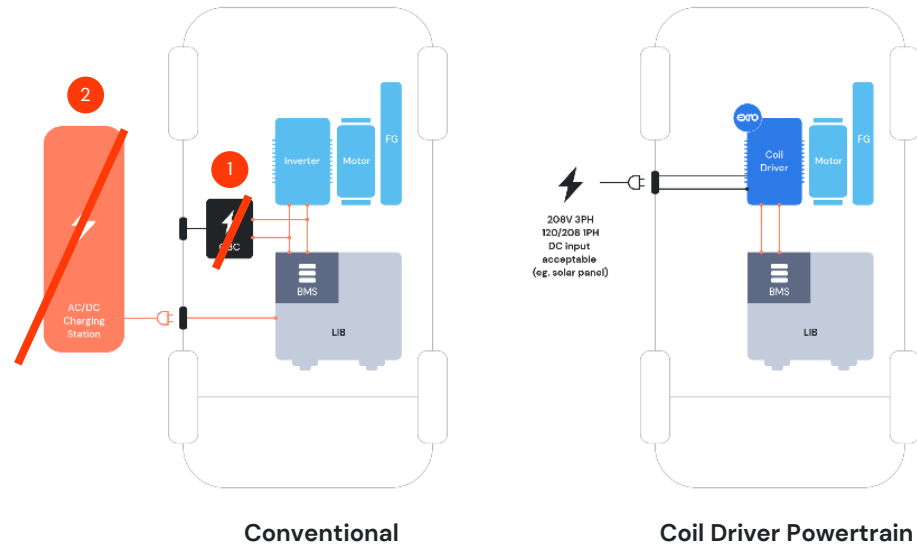 2
1
Inverter
Motor
FG
OBC
BMS
LIB
AC/DC
Charging
Station
Conventional
exro
Coil
Driver
Motor
FG
208V 3PH
120/208 1PH
DC input
acceptable
(eg. solar panel)
BMS
LIB
Coil Driver Powertrain